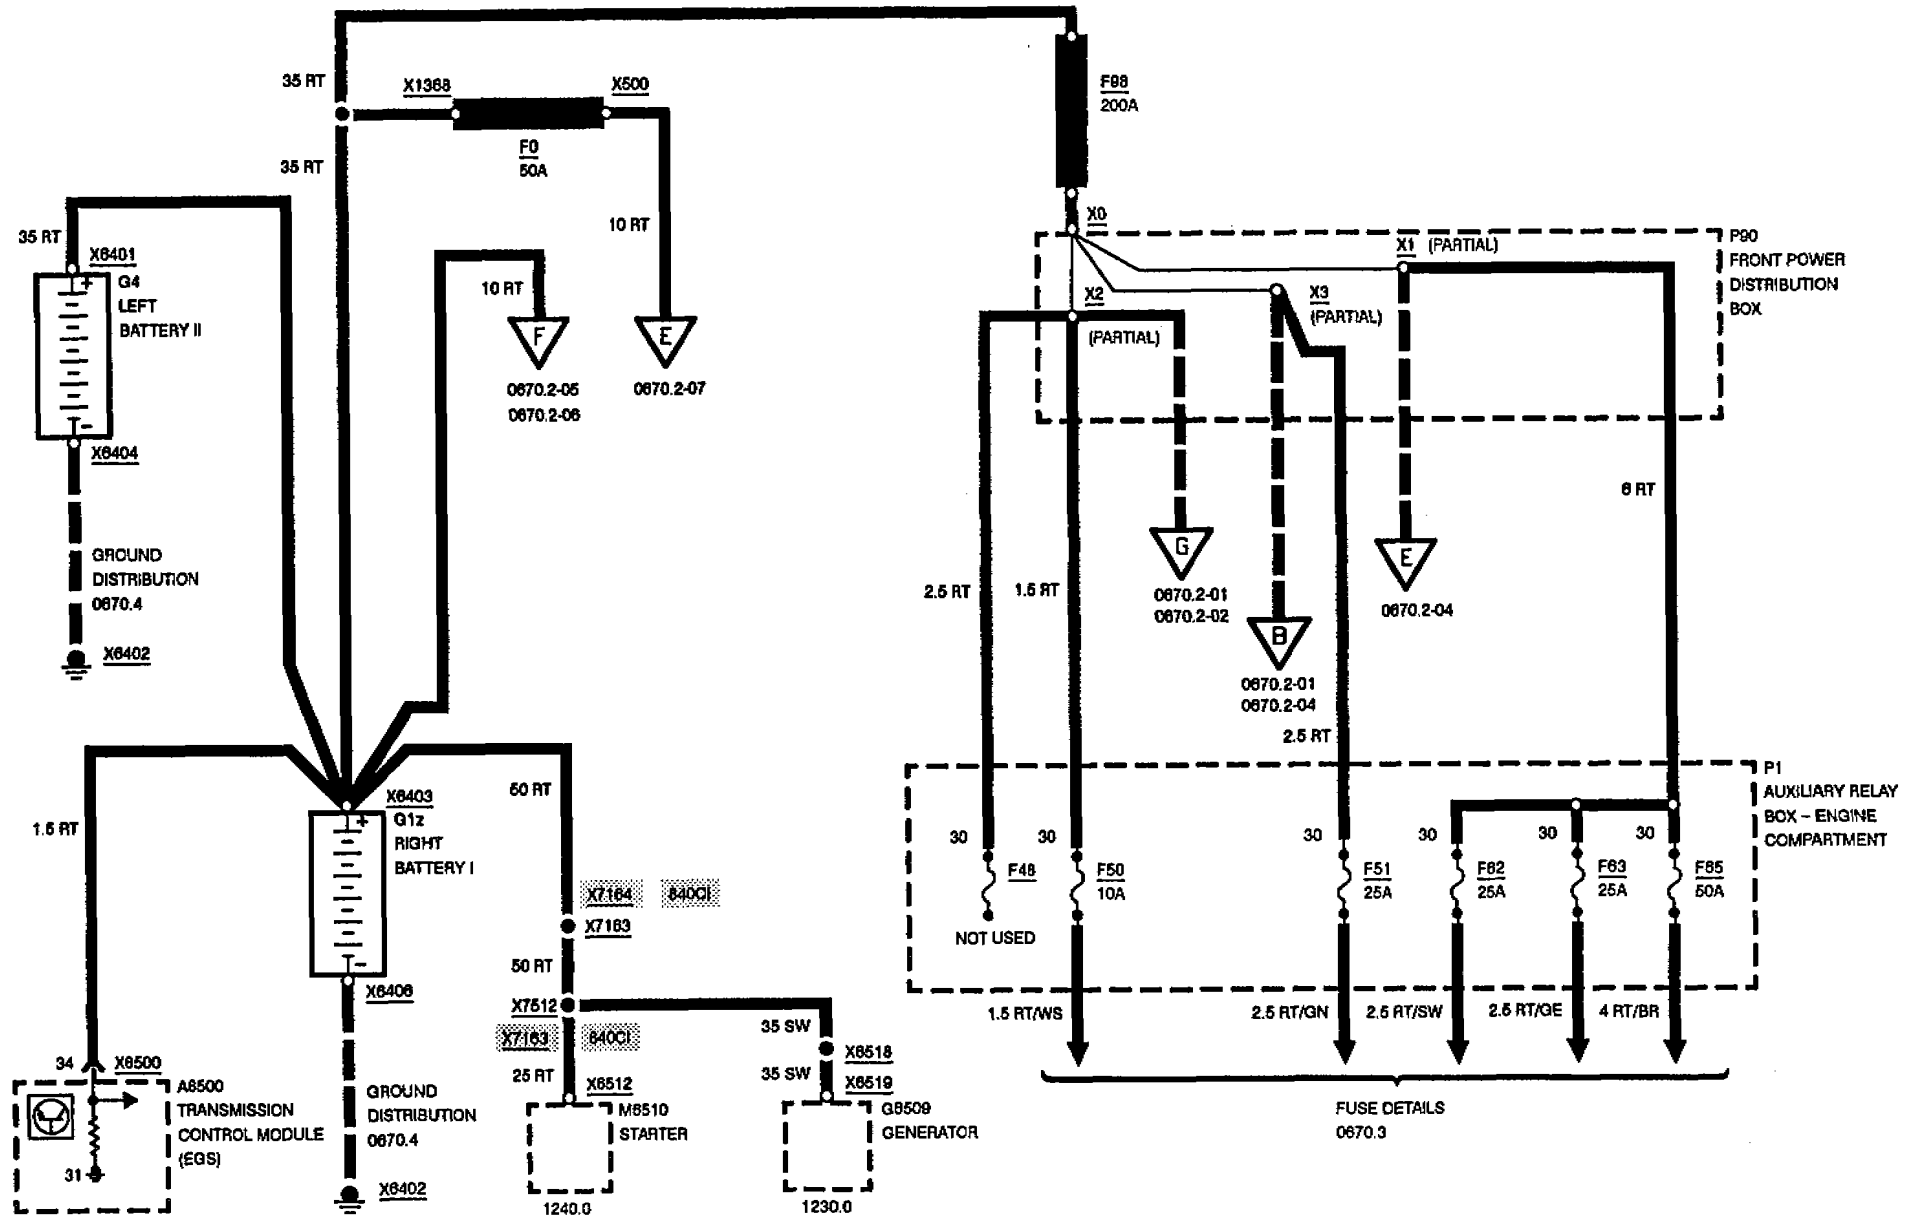 35 RT
X1368
X500
F98
200A
F0
50A
35 RT
10 RT
X0
35 RT
X6401
G4
LEFT
BATTERY II
+
-
10 RT
F
0670.2-05
0670.2-06
E
0670.2-07
X1 (PARTIAL)
P90
FRONT POWER
DISTRIBUTION
BOX
X2
(PARTIAL)
X3
(PARTIAL)
X6404
GROUND
DISTRIBUTION
0670.4
X6402
6 RT
2.5 RT
1.5 RT
G
0670.2-01
0670.2-02
B
0670.2-01
0670.2-04
E
0670.2-04
2.5 RT
P1
AUXILIARY RELAY
BOX – ENGINE
COMPARTMENT
1.5 RT
X6403
G1z
RIGHT
BATTERY I
+
-
50 RT
X7164 840CI
X7163
50 RT
X7512
X7163 840CI
25 RT
X6512
M6510
STARTER
1240.0
35 SW
X6518
35 SW
X6519
G6509
GENERATOR
1230.0
X6406
GROUND
DISTRIBUTION
0670.4
X6402
34 X6500
A6500
TRANSMISSION
CONTROL MODULE
(EGS)
31
30 30 30 30 30 30
F48
NOT USED
F50
10A
F51
25A
F62
25A
F63
25A
F65
50A
1.5 RT/WS
2.5 RT/GN
2.5 RT/SW
2.5 RT/GE
4 RT/BR
FUSE DETAILS
0670.3